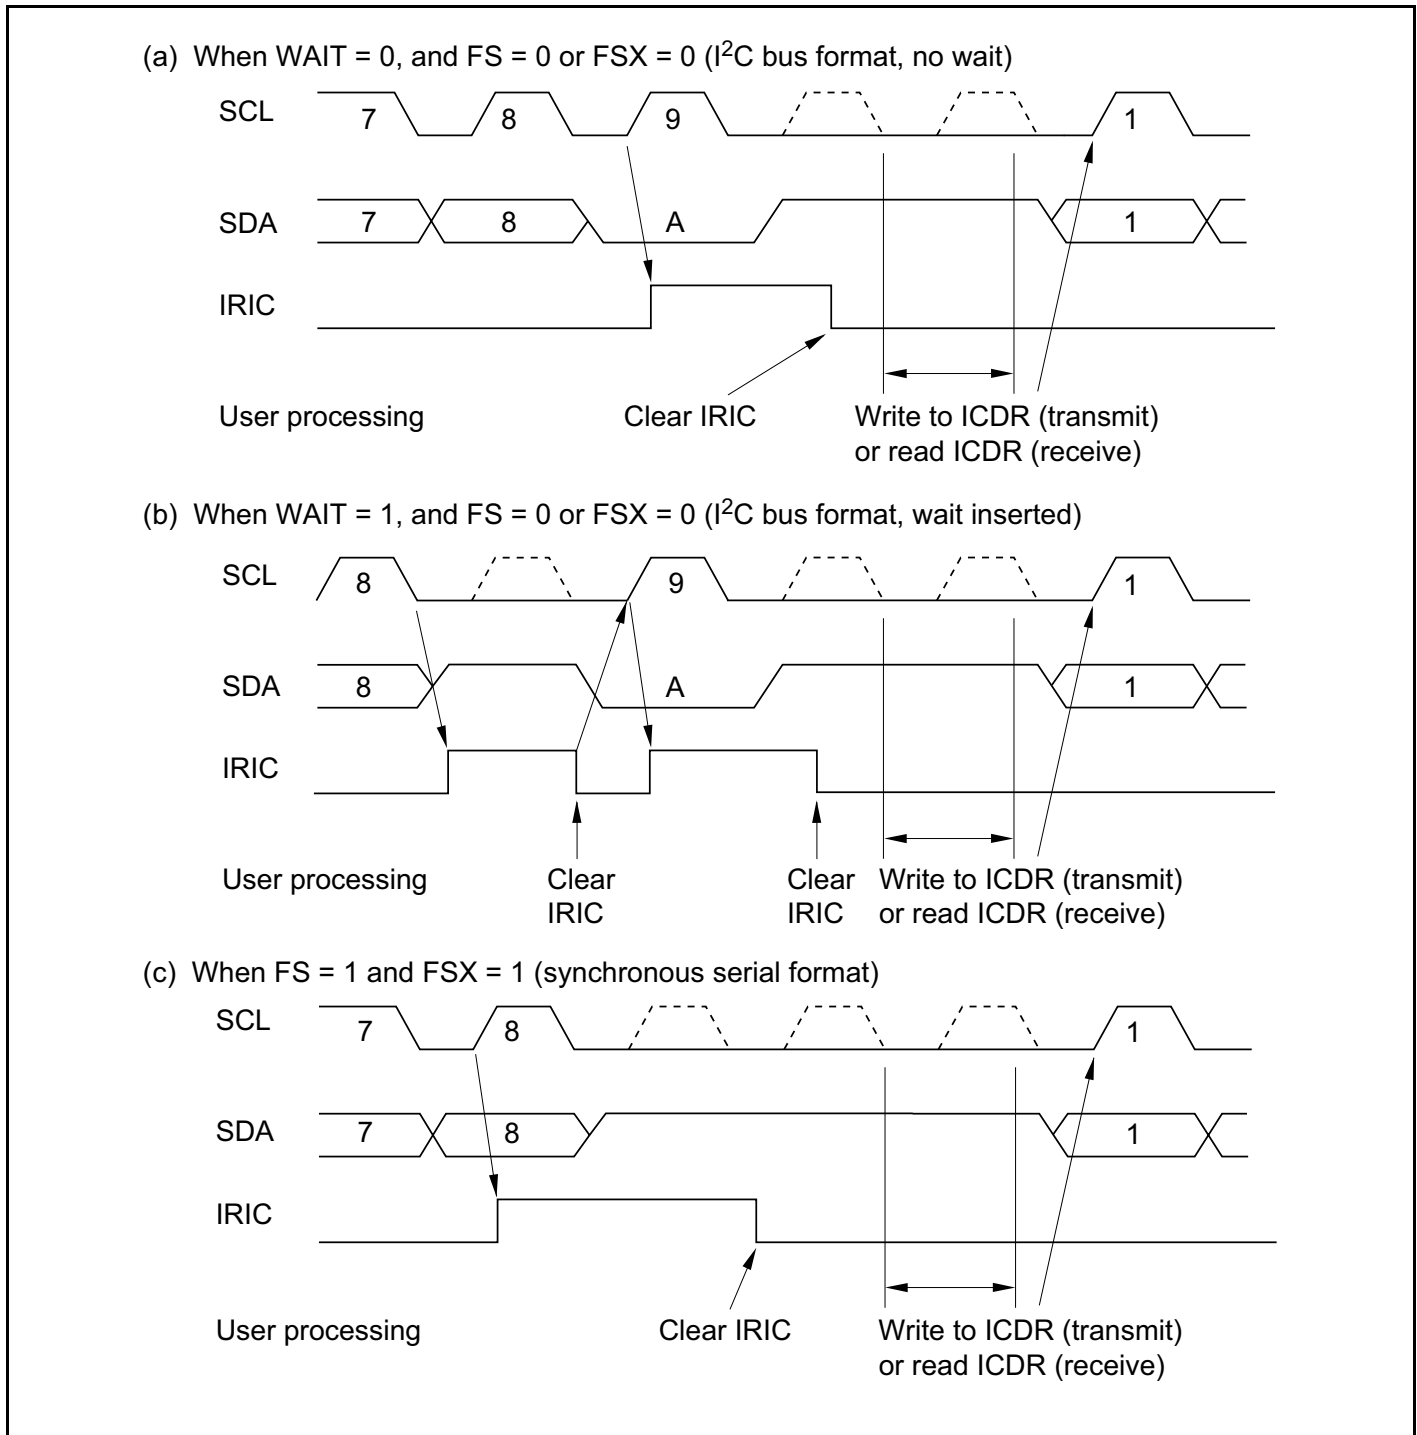 (a) When WAIT = 0, and FS = 0 or FSX = 0 (I²C bus format, no wait)
SCL 7 8 9 1
SDA 7 8 A 1
IRIC
User processing Clear IRIC Write to ICDR (transmit)
or read ICDR (receive)
(b) When WAIT = 1, and FS = 0 or FSX = 0 (I²C bus format, wait inserted)
SCL 8 9 1
SDA 8 A 1
IRIC
User processing Clear Clear Write to ICDR (transmit)
IRIC IRIC or read ICDR (receive)
(c) When FS = 1 and FSX = 1 (synchronous serial format)
SCL 7 8 1
SDA 7 8 1
IRIC
User processing Clear IRIC Write to ICDR (transmit)
or read ICDR (receive)